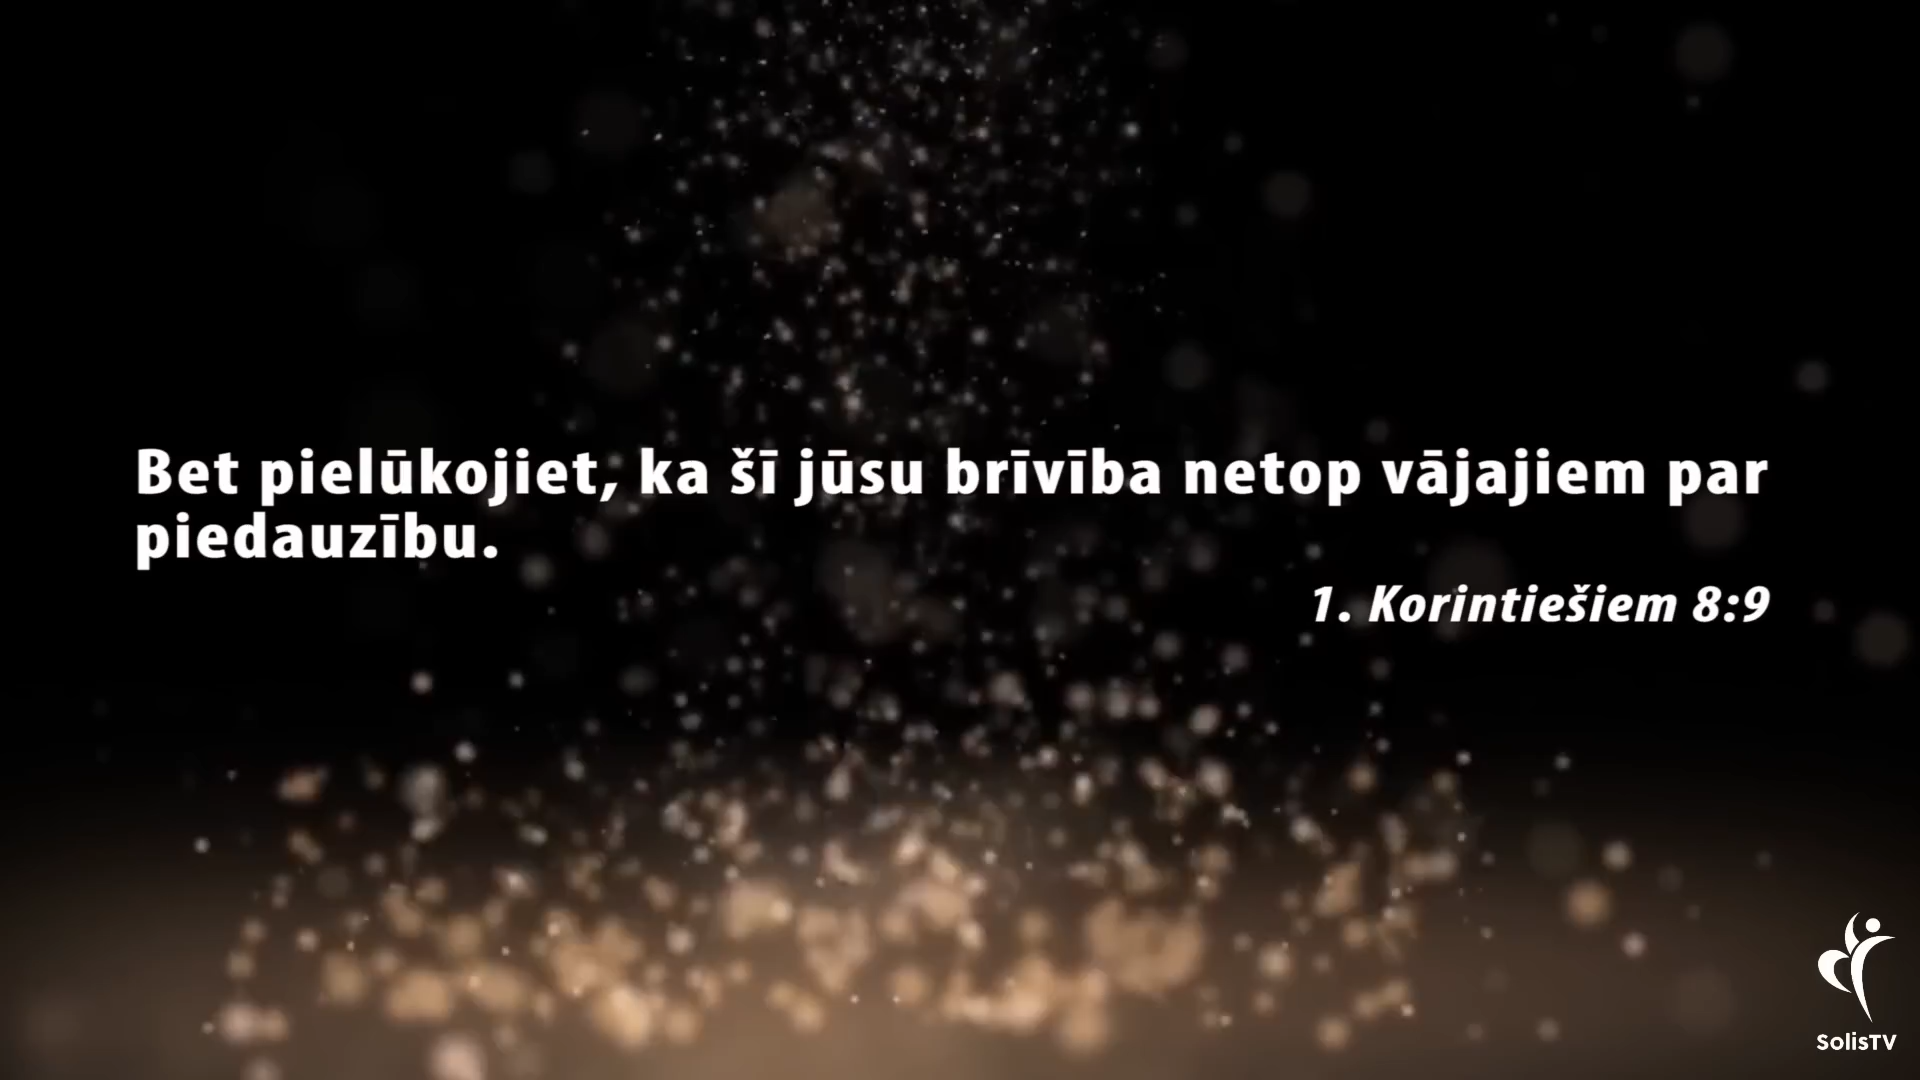 Bet pielūkojiet, ka šī jūsu brīvība netop vājajiem par
piedauzību.
1. Korintiešiem 8:9
SolisTV